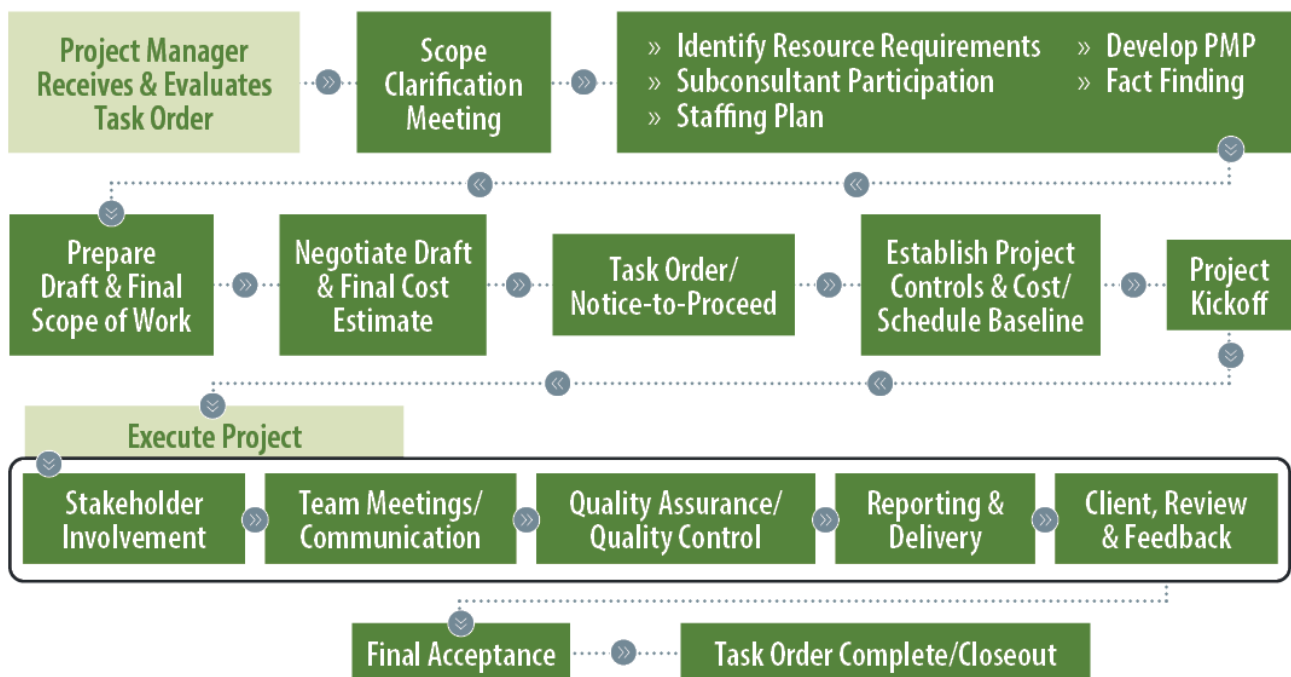 Project Manager
Receives & Evaluates
Task Order
Scope
Clarification
Meeting
» Identify Resource Requirements
» Subconsultant Participation
» Staffing Plan
» Develop PMP
» Fact Finding
Prepare
Draft & Final
Scope of Work
Negotiate Draft
& Final Cost
Estimate
Task Order/
Notice-to-Proceed
Establish Project
Controls & Cost/
Schedule Baseline
Project
Kickoff
Execute Project
Stakeholder
Involvement
Team Meetings/
Communication
Quality Assurance/
Quality Control
Reporting &
Delivery
Client, Review
& Feedback
Final Acceptance
Task Order Complete/Closeout